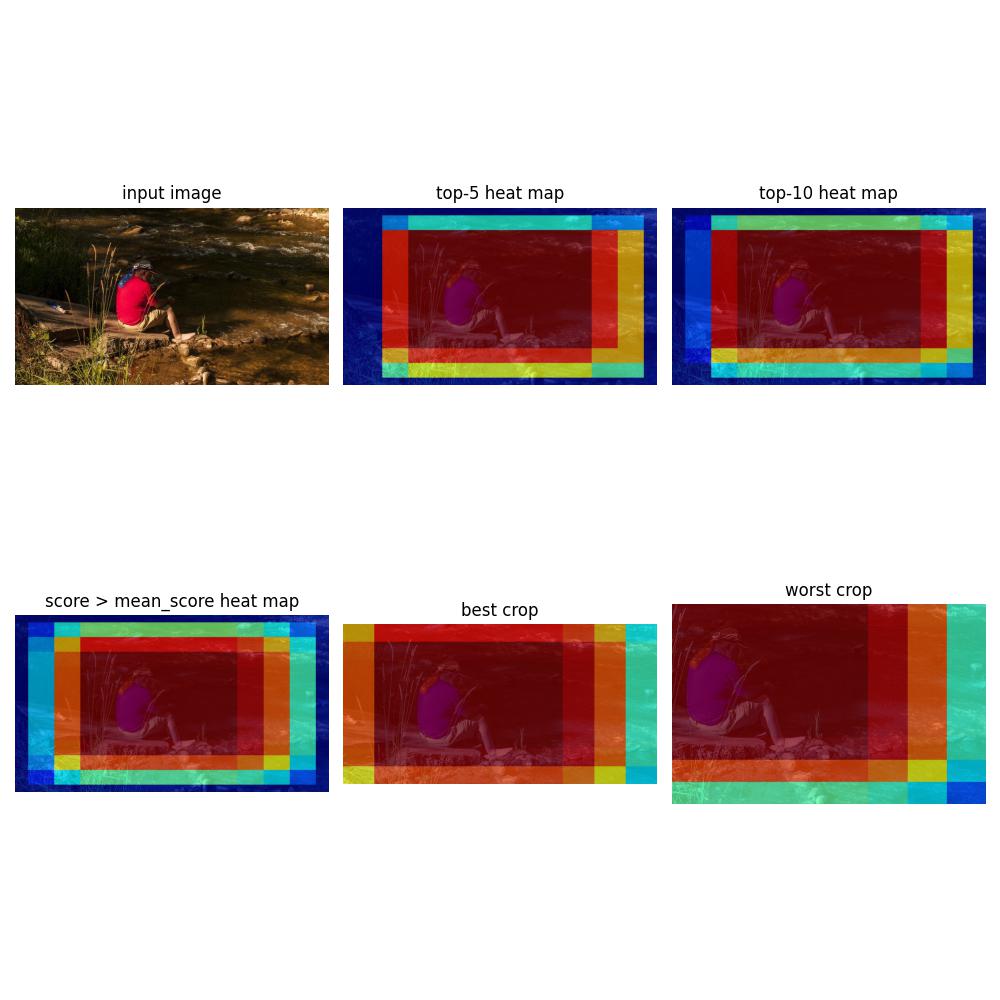 input image
top-5 heat map
top-10 heat map
score > mean_score heat map
best crop
worst crop